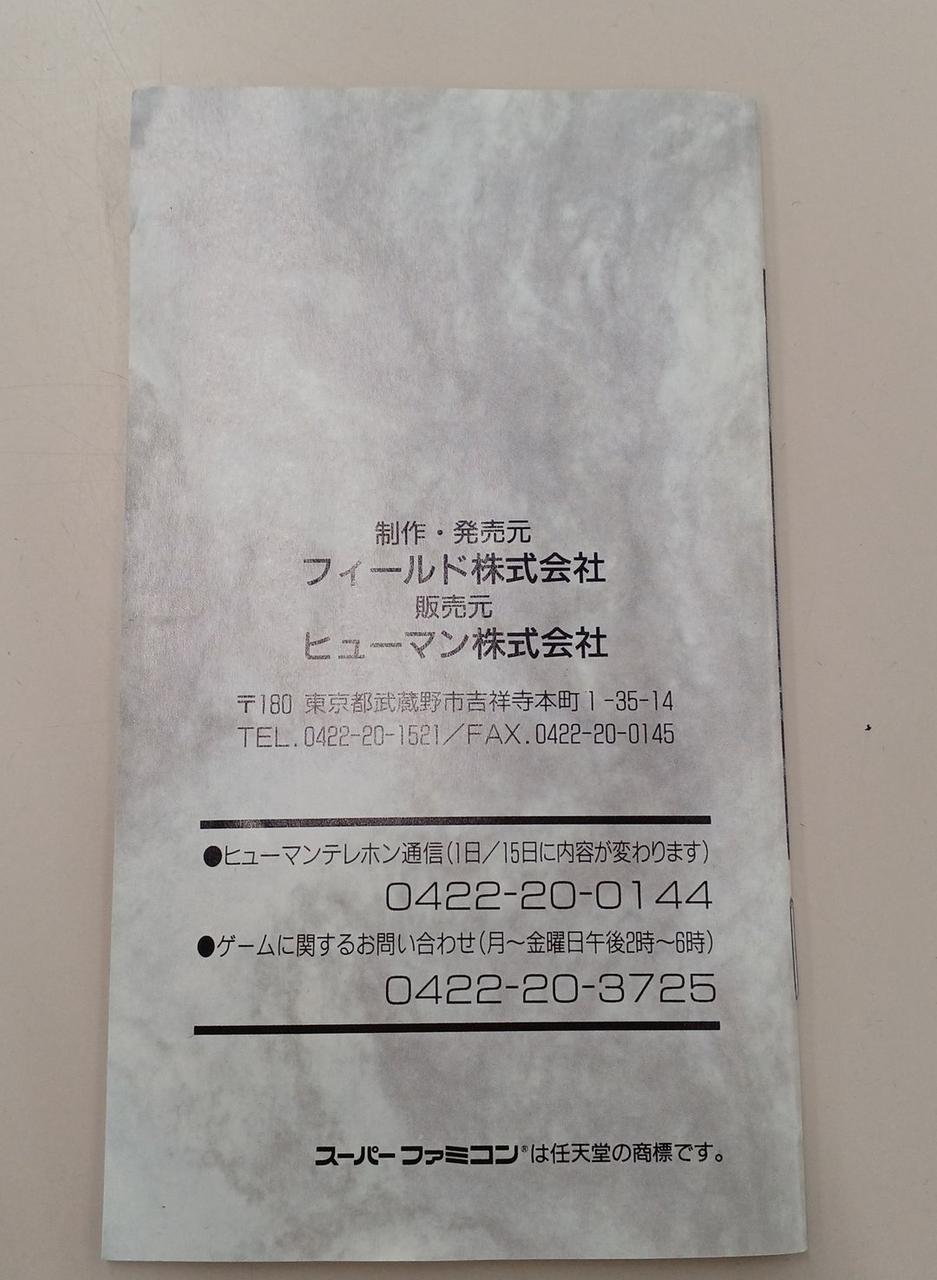 制作・発売元
フィールド株式会社
販売元
ヒューマン株式会社
〒180 東京都武蔵野市吉祥寺本町1-35-14
TEL.0422-20-1521／FAX.0422-20-0145
●ヒューマンテレホン通信(1日／15日に内容が変わります)
0422-20-0144
●ゲームに関するお問い合わせ(月〜金曜日午後2時〜6時)
0422-20-3725
スーパーファミコン®は任天堂の商標です。